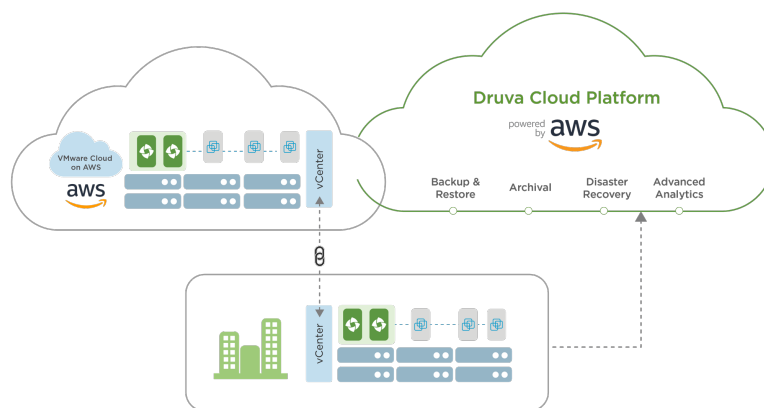 Druva Cloud Platform
powered
by
aws
VMware Cloud
on AWS
aws
vCenter
Backup &
Restore
Archival
Disaster
Recovery
Advanced
Analytics
vCenter